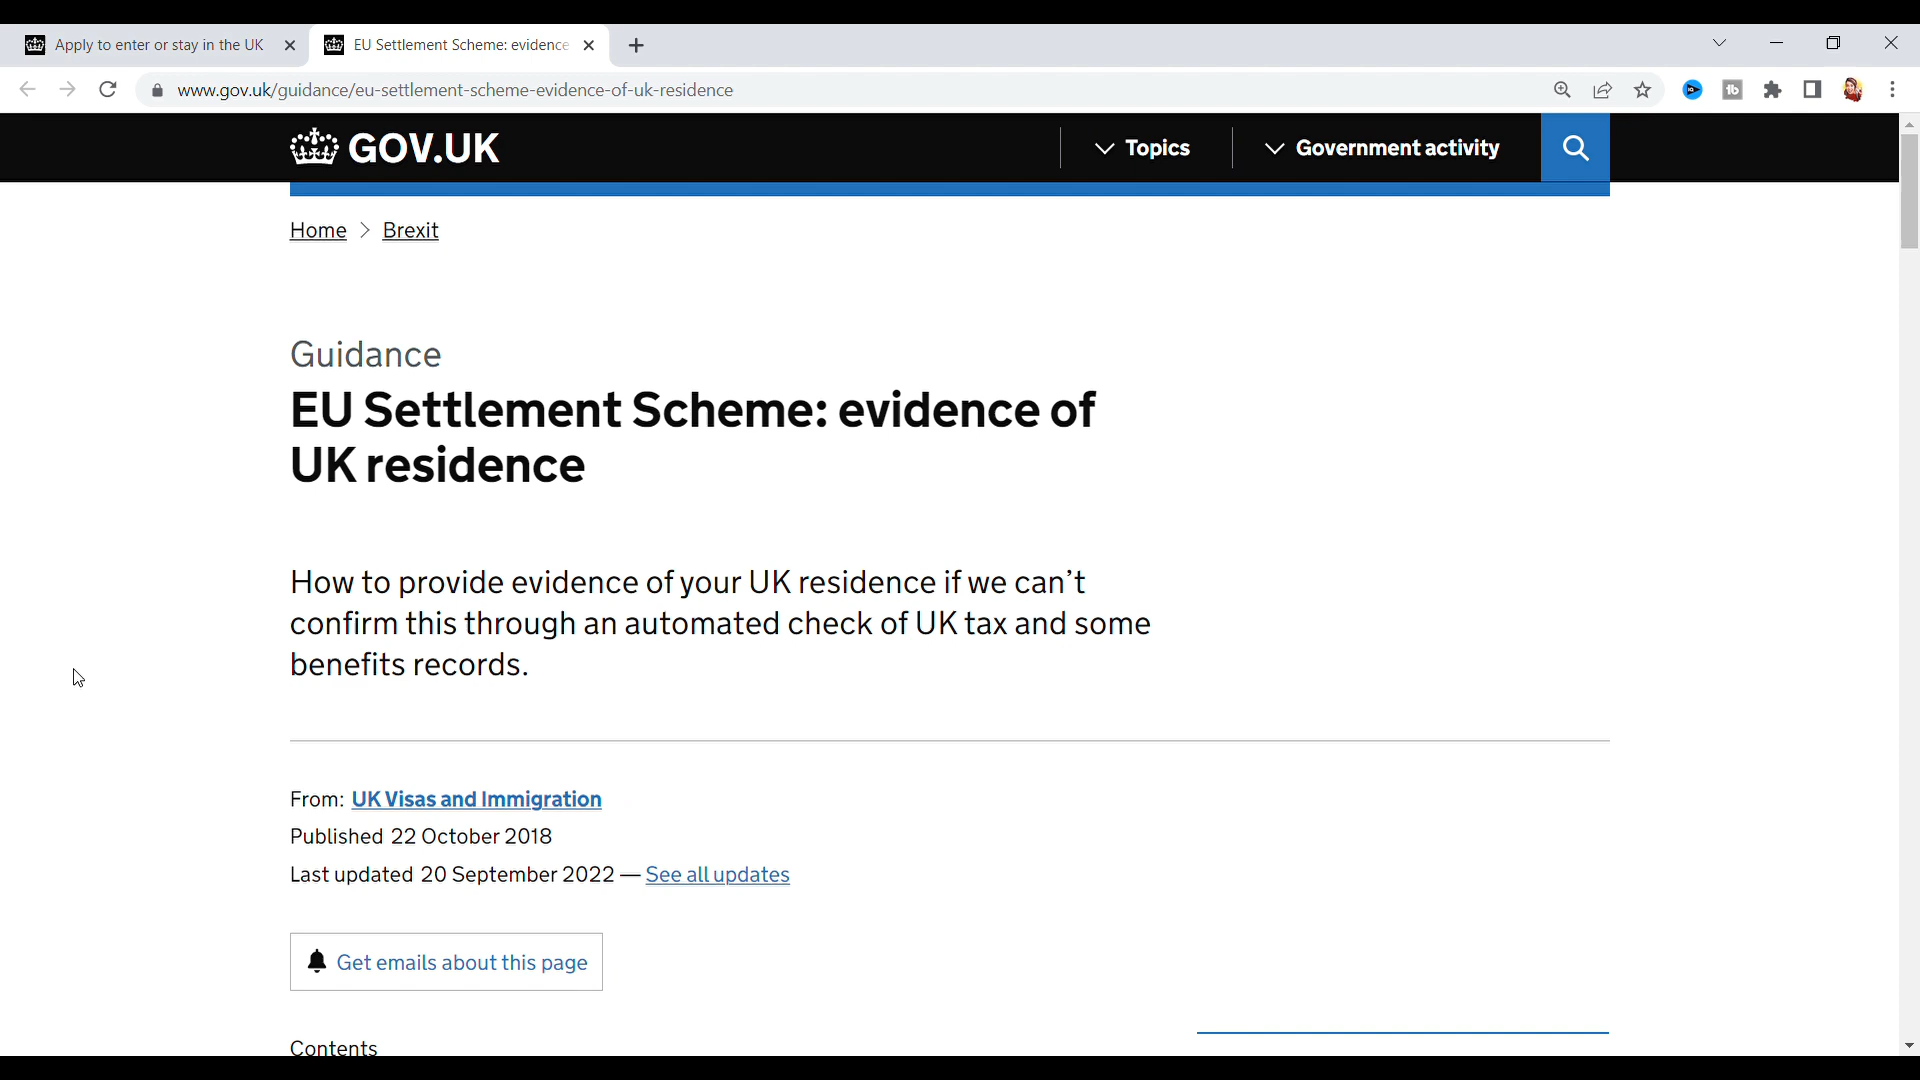 Apply to enter or stay in the UK
EU Settlement Scheme: evidence
www.gov.uk/guidance/eu-settlement-scheme-evidence-of-uk-residence
GOV.UK
Topics
Government activity
Home > Brexit
Guidance
EU Settlement Scheme: evidence of
UK residence
How to provide evidence of your UK residence if we can't
confirm this through an automated check of UK tax and some
benefits records.
From: UK Visas and Immigration
Published 22 October 2018
Last updated 20 September 2022 — See all updates
Get emails about this page
Contents